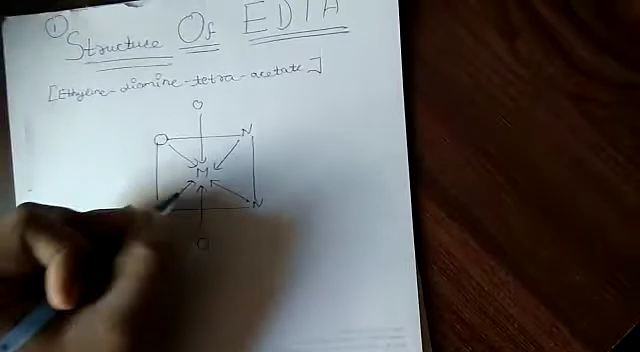 ① Structure Of EDTA
[Ethylene-diamine-tetra-acetate]
O
O N
M
N
O